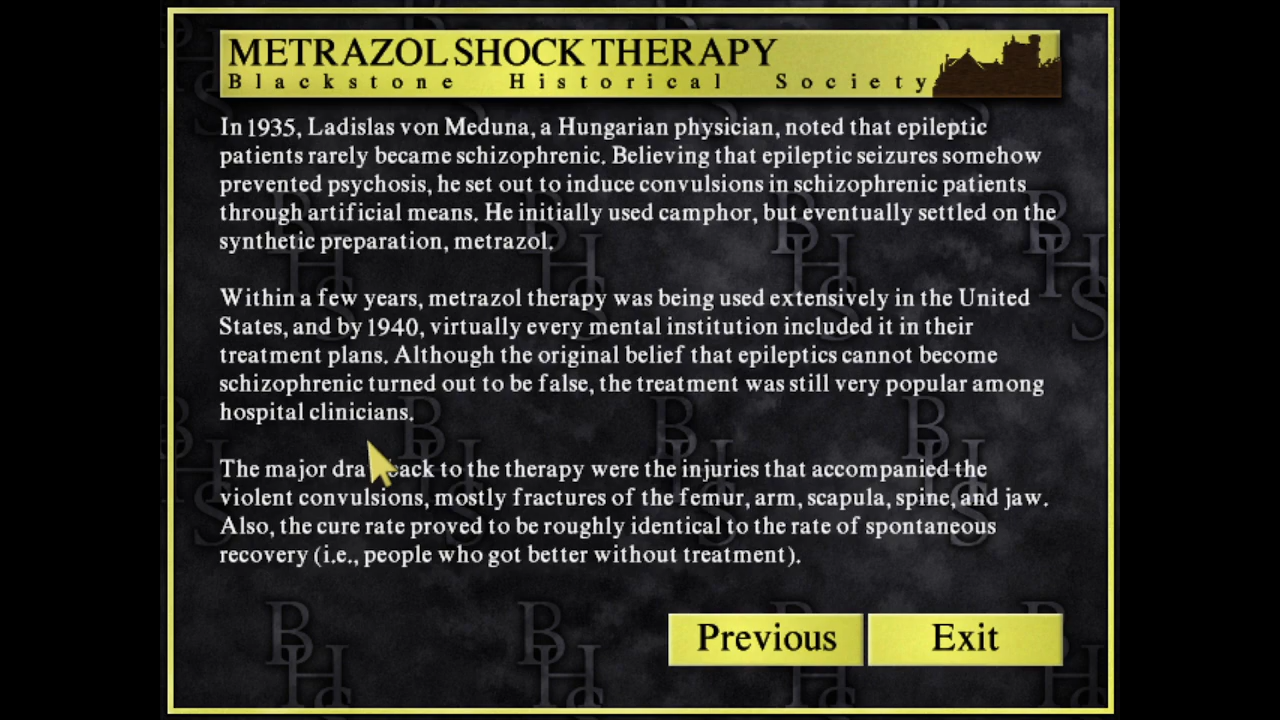 METRAZOL SHOCK THERAPY
Blackstone Historical Society
In 1935, Ladislas von Meduna, a Hungarian physician, noted that epileptic
patients rarely became schizophrenic. Believing that epileptic seizures somehow
prevented psychosis, he set out to induce convulsions in schizophrenic patients
through artificial means. He initially used camphor, but eventually settled on the
synthetic preparation, metrazol.
Within a few years, metrazol therapy was being used extensively in the United
States, and by 1940, virtually every mental institution included it in their
treatment plans. Although the original belief that epileptics cannot become
schizophrenic turned out to be false, the treatment was still very popular among
hospital clinicians.
The major drawback to the therapy were the injuries that accompanied the
violent convulsions, mostly fractures of the femur, arm, scapula, spine, and jaw.
Also, the cure rate proved to be roughly identical to the rate of spontaneous
recovery (i.e., people who got better without treatment).
Previous Exit